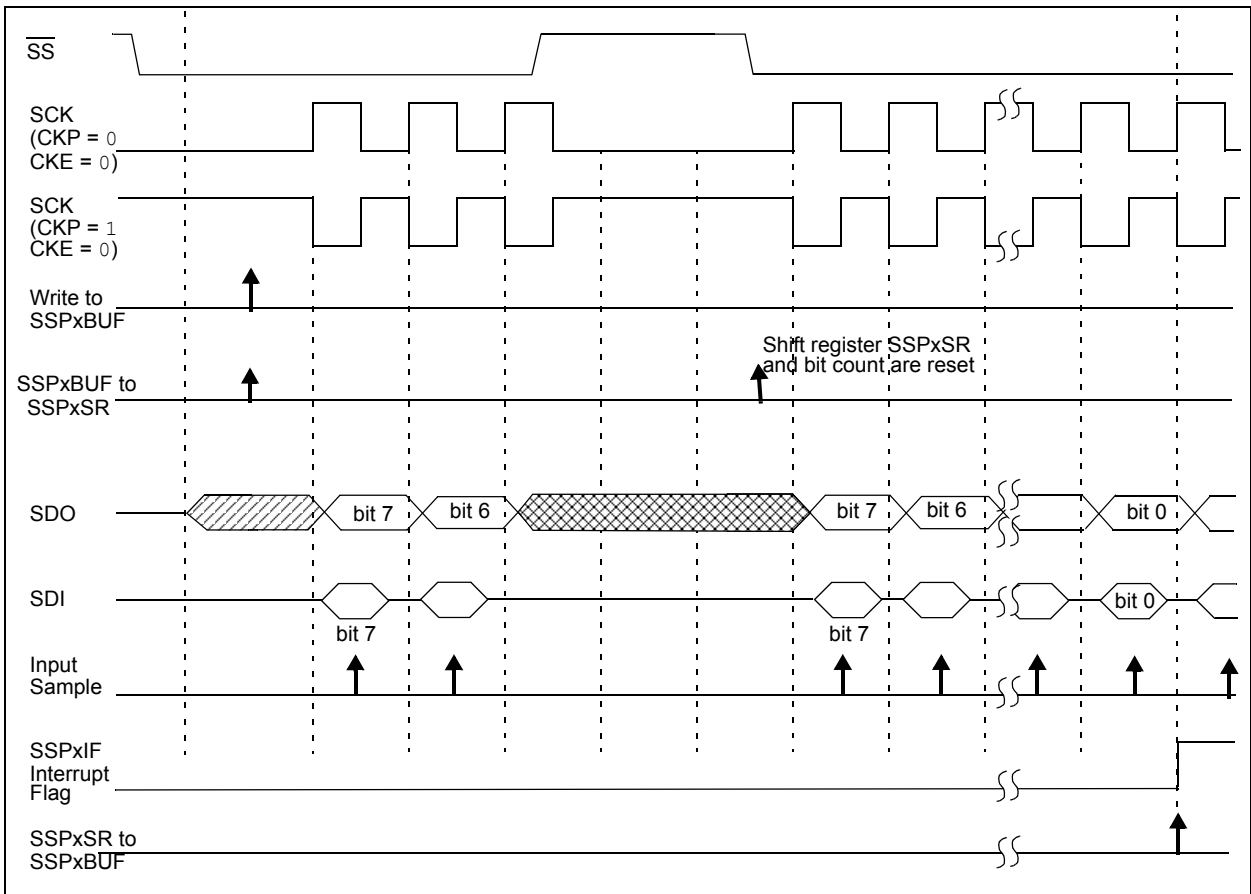 SS
SCK
(CKP = 0
CKE = 0)
SCK
(CKP = 1
CKE = 0)
Write to
SSPxBUF
Shift register SSPxSR
and bit count are reset
SSPxBUF to
SSPxSR
SDO
bit 7
bit 6
bit 7
bit 6
bit 0
SDI
bit 7
bit 7
bit 0
Input
Sample
SSPxIF
Interrupt
Flag
SSPxSR to
SSPxBUF